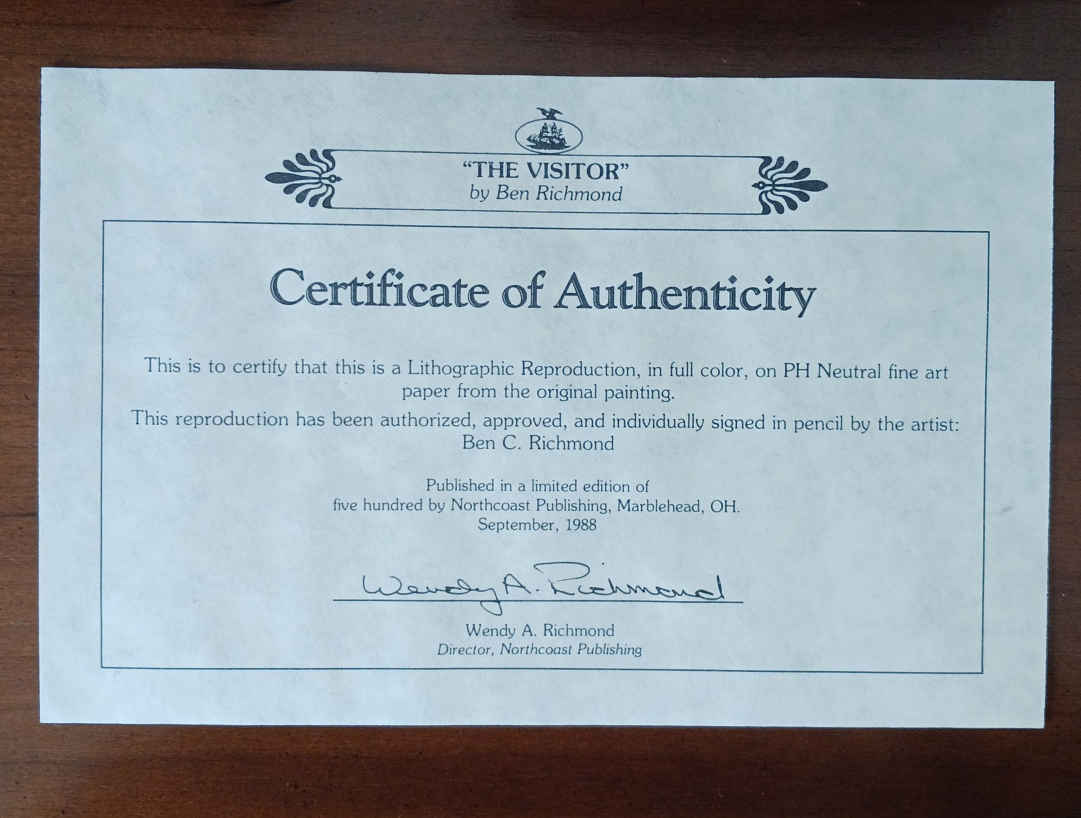 “THE VISITOR”
by Ben Richmond
Certificate of Authenticity
This is to certify that this is a Lithographic Reproduction, in full color, on PH Neutral fine art
paper from the original painting.
This reproduction has been authorized, approved, and individually signed in pencil by the artist:
Ben C. Richmond
Published in a limited edition of
five hundred by Northcoast Publishing, Marblehead, OH.
September, 1988
Wendy A. Richmond
Wendy A. Richmond
Director, Northcoast Publishing